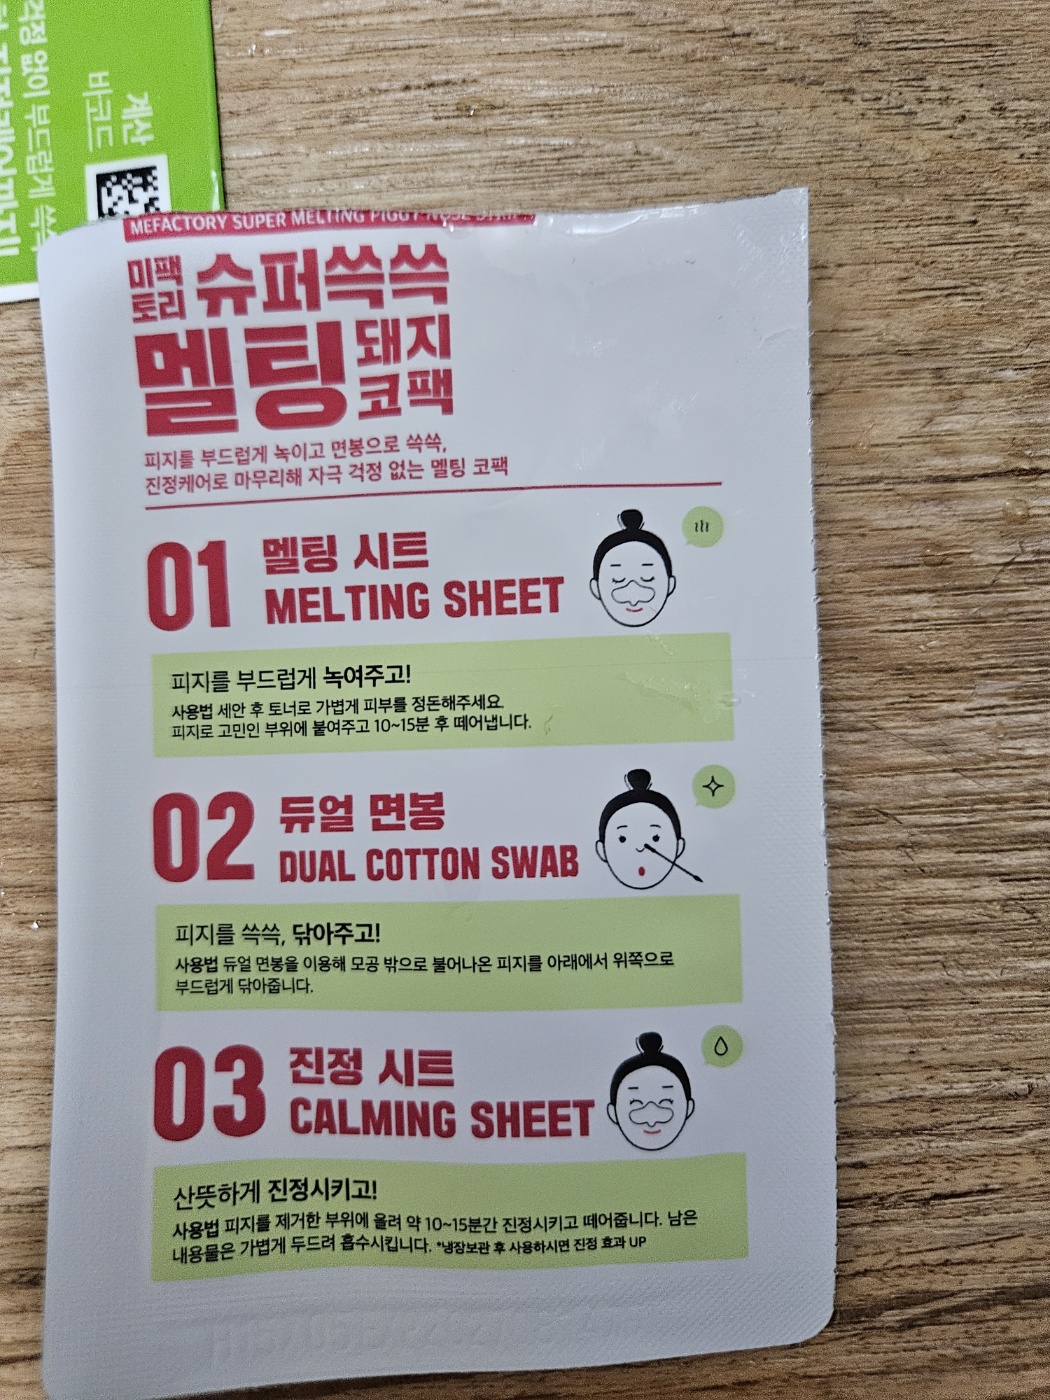 걱정 없이 부드럽게 쓱쓱
계산
바코드
MEFACTORY SUPER MELTING PIGGY NOSE STRIP
미팩토리 슈퍼쓱쓱
멜팅 돼지
코팩
피지를 부드럽게 녹이고 면봉으로 쓱쓱,
진정케어로 마무리해 자극 걱정 없는 멜팅 코팩
01 멜팅 시트
MELTING SHEET
피지를 부드럽게 녹여주고!
사용법 세안 후 토너로 가볍게 피부를 정돈해주세요.
피지로 고민인 부위에 붙여주고 10~15분 후 떼어냅니다.
02 듀얼 면봉
DUAL COTTON SWAB
피지를 쓱쓱, 닦아주고!
사용법 듀얼 면봉을 이용해 모공 밖으로 불어나온 피지를 아래에서 위쪽으로
부드럽게 닦아줍니다.
03 진정 시트
CALMING SHEET
산뜻하게 진정시키고!
사용법 피지를 제거한 부위에 올려 약 10~15분간 진정시키고 떼어줍니다. 남은
내용물은 가볍게 두드려 흡수시킵니다. *냉장보관 후 사용하시면 진정 효과 UP